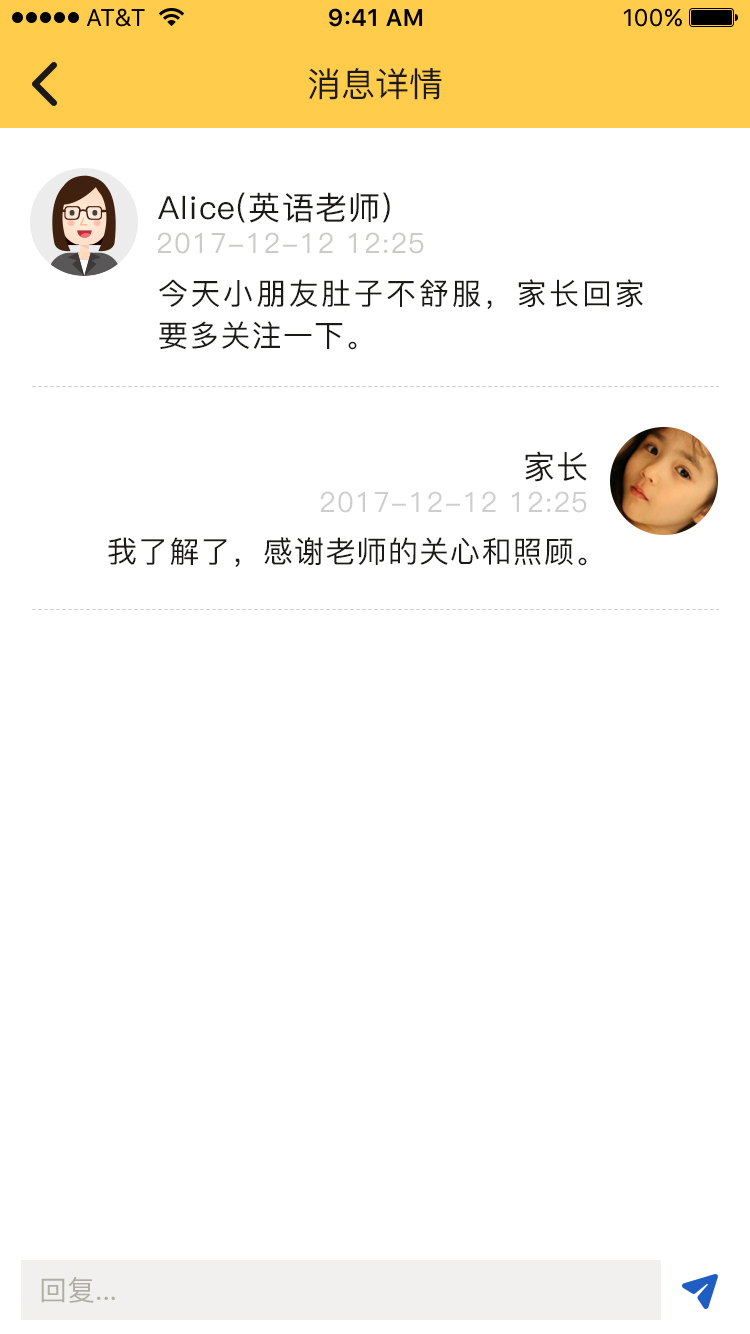 AT&T 9:41 AM 100%
消息详情
Alice(英语老师)
2017-12-12 12:25
今天小朋友肚子不舒服，家长回家
要多关注一下。
家长
2017-12-12 12:25
我了解了，感谢老师的关心和照顾。
回复...